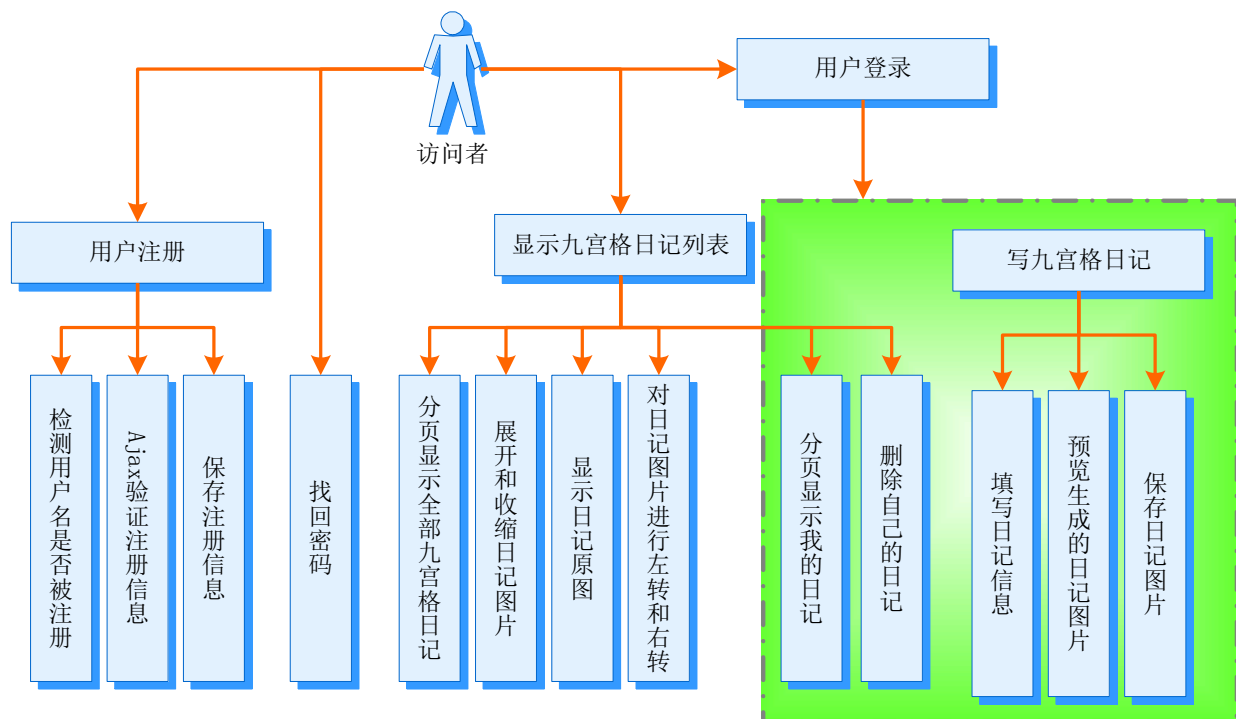 用户登录
访问者
用户注册
显示九宫格日记列表
写九宫格日记
检测用户名是否被注册
Ajax验证注册信息
保存注册信息
找回密码
分页显示全部九宫格日记
展开和收缩日记图片
显示日记原图
对日记图片进行左转和右转
分页显示我的日记
删除自己的日记
填写日记信息
预览生成的日记图片
保存日记图片